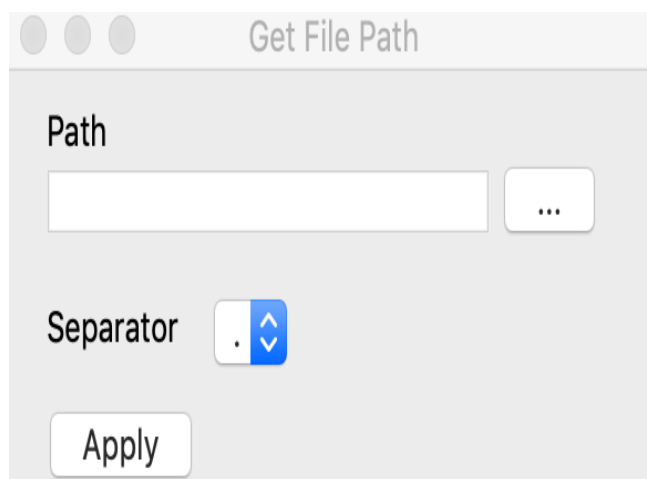 Get File Path
Path
...
Separator .
Apply